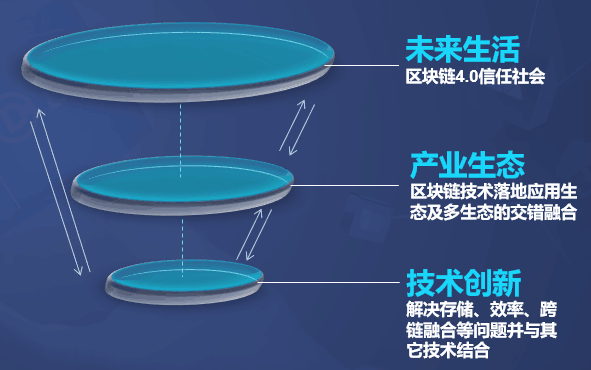 未来生活
区块链4.0信任社会
产业生态
区块链技术落地应用生
态及多生态的交错融合
技术创新
解决存储、效率、跨
链融合等问题并与其
它技术结合